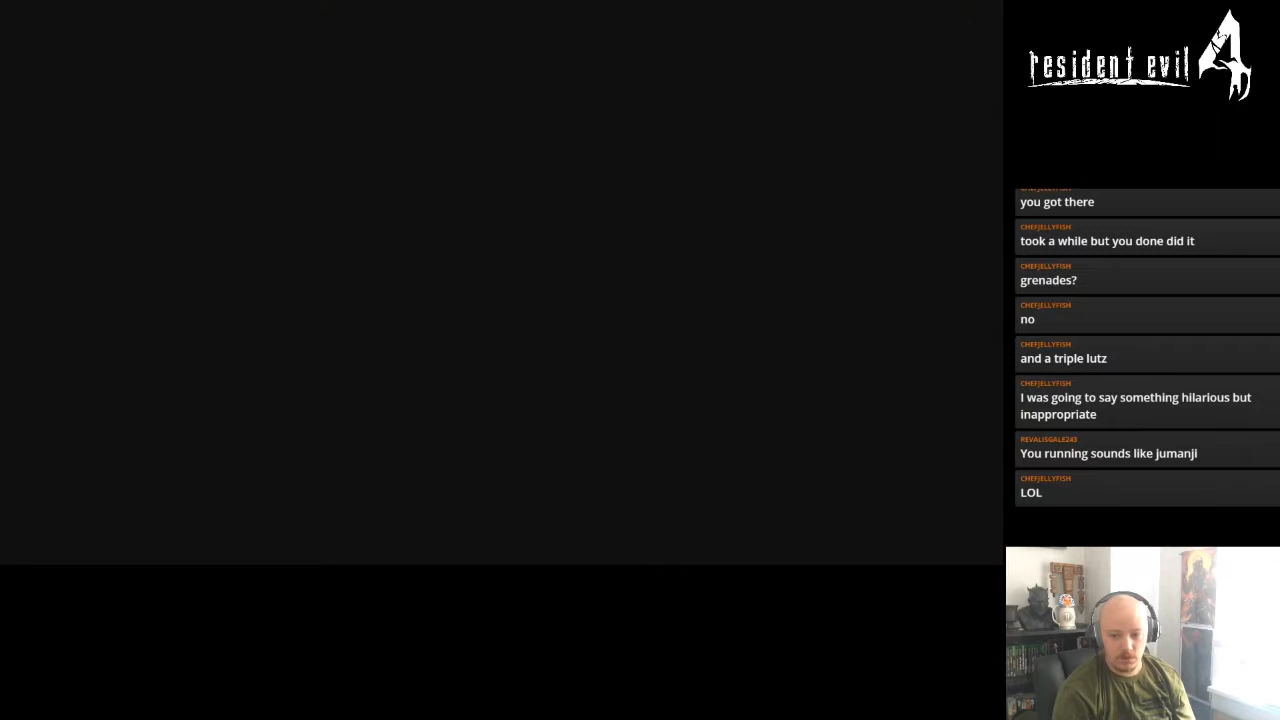 resident evil 4
you got there
CHEFJELLYFISH
took a while but you done did it
CHEFJELLYFISH
grenades?
CHEFJELLYFISH
no
CHEFJELLYFISH
and a triple lutz
CHEFJELLYFISH
I was going to say something hilarious but
inappropriate
REVALISGALE243
You running sounds like jumanji
CHEFJELLYFISH
LOL